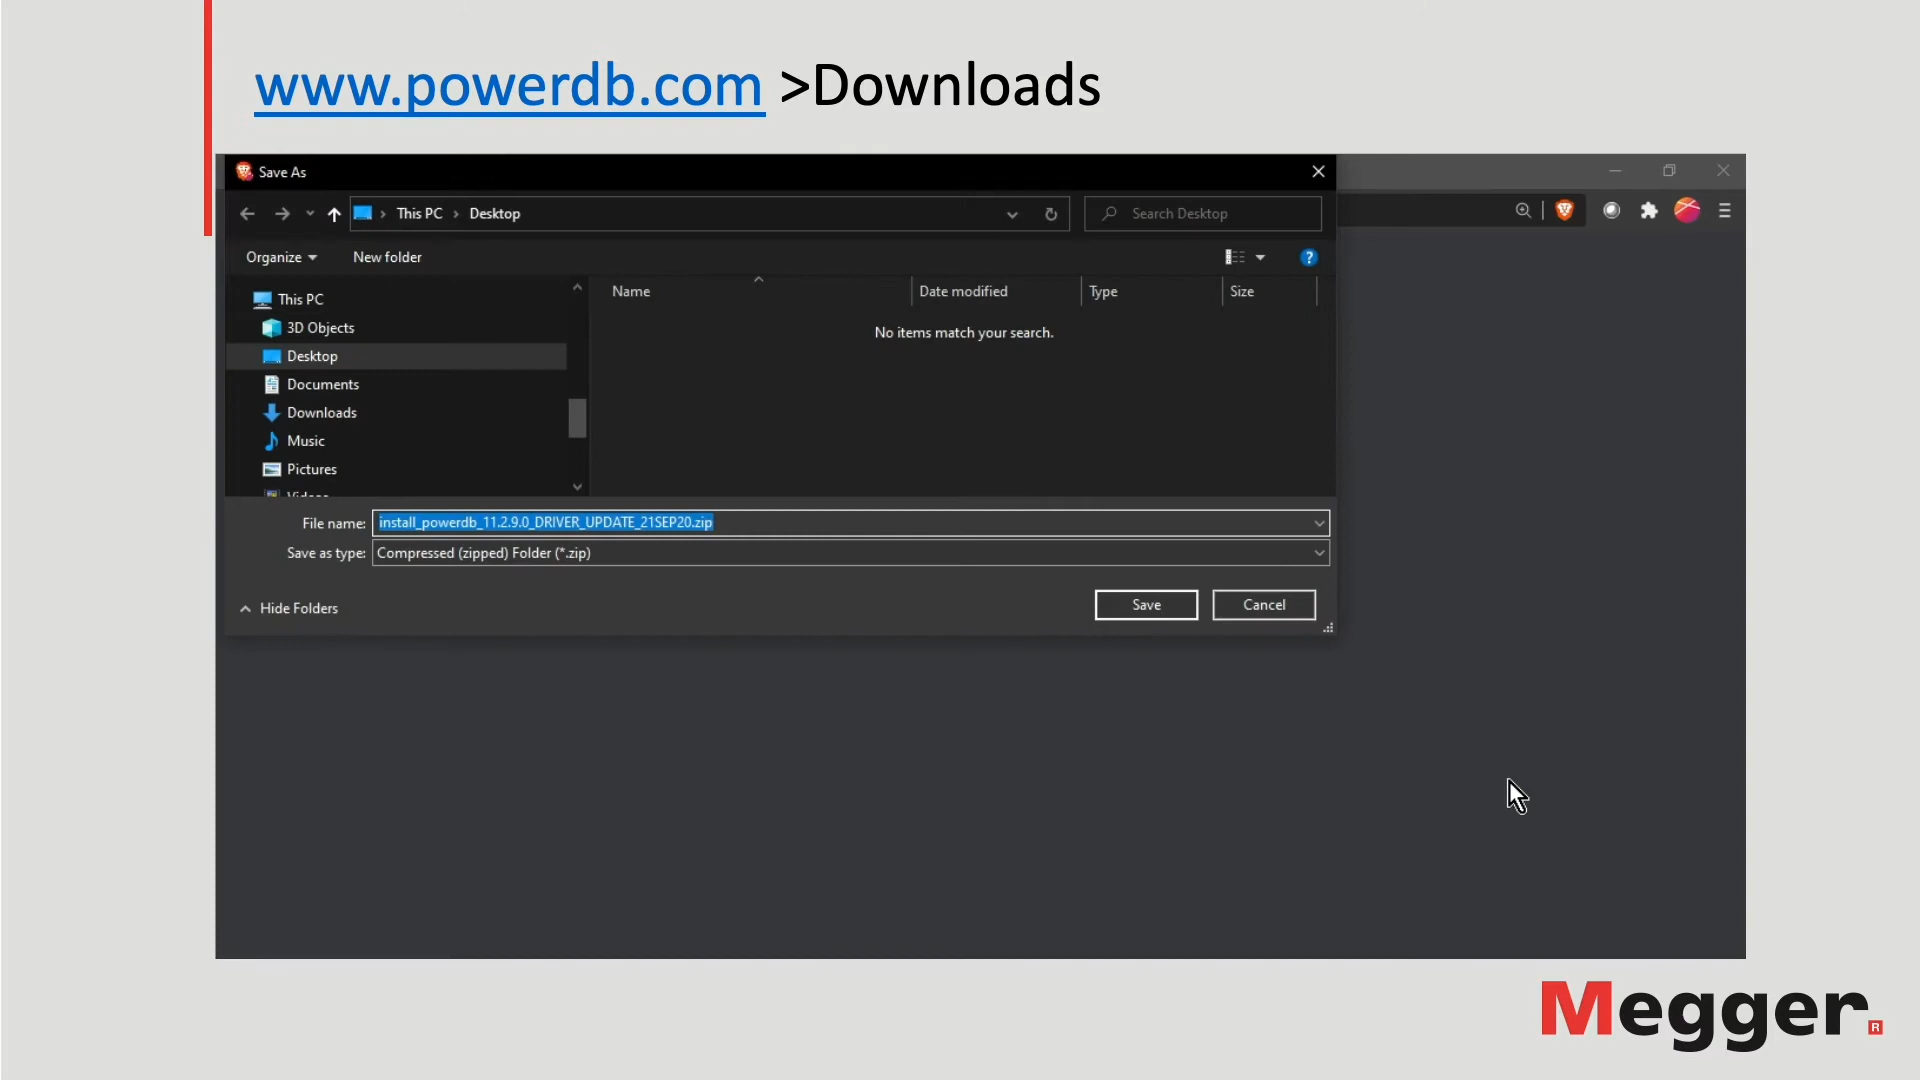 www.powerdb.com >Downloads
Save As
This PC > Desktop
Search Desktop
Organize
New folder
?
This PC
3D Objects
Desktop
Documents
Downloads
Music
Pictures
Videos
Name
Date modified
Type
Size
No items match your search.
File name: install_powerdb_11.2.9.0_DRIVER_UPDATE_21SEP20.zip
Save as type: Compressed (zipped) Folder (*.zip)
Hide Folders
Save
Cancel
Megger.®